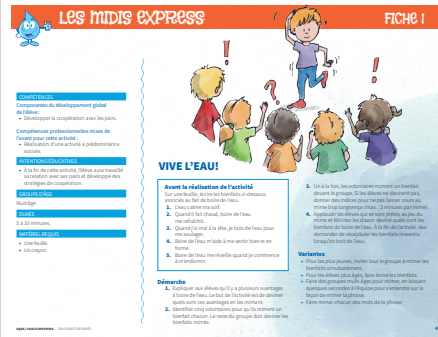 LES MIDIS EXPRESS
FICHE 1
COMPÉTENCES
Composantes du développement global
de l'élève :
• Développer la coopération avec les pairs.
Compétences professionnelles mises de
l'avant pour cette activité :
• Réalisation d'une activité à prédominance
sociale.
INTENTIONS ÉDUCATIVES
• À la fin de cette activité, l'élève aura travaillé
sa relation avec ses pairs et développé des
stratégies de coopération.
GROUPE D'ÂGE
Multiâge.
DURÉE
5 à 10 minutes.
MATÉRIEL REQUIS
• Une feuille.
• Un crayon.
! ? !
VIVE L'EAU!
Avant la réalisation de l'activité
Sur une feuille, écrire les bienfaits ci-dessous
associés au fait de boire de l'eau.
1. L'eau calme ma soif.
2. Quand il fait chaud, boire de l'eau
me rafraîchit.
3. Quand j'ai mal à la tête, je bois de l'eau pour
me soulager.
4. Boire de l'eau m'aide à me sentir bien et en
forme.
5. Boire de l'eau me réveille quand je commence
à m'endormir.
Démarche
1. Expliquer aux élèves qu'il y a plusieurs avantages
à boire de l'eau. Le but de l'activité est de deviner
quels sont ces avantages en les mimant.
2. Identifier cinq volontaires pour qu'ils miment un
bienfait chacun. Le reste du groupe doit deviner les
bienfaits mimés.
3. Un à la fois, les volontaires miment un bienfait
devant le groupe. Si les élèves ne devinent pas,
donner des indices pour ne pas laisser cours au
mime trop longtemps (max. : 2 minutes par mime).
4. Applaudir les élèves qui se sont prêtés au jeu du
mime et féliciter les d'avoir deviné quels sont les
bienfaits de boire de l'eau. À la fin de l'activité, leur
demander de récapituler les bienfaits ressentis
lorsqu'on boit de l'eau.
Variantes
• Pour les plus jeunes, inviter tout le groupe à mimer les
bienfaits simultanément.
• Pour les élèves plus âgés, faire écrire les bienfaits.
• Faire des groupes multi-âges pour mimer, en laissant
quelques secondes à l'équipe pour s'entendre sur la
façon de mimer la phrase.
• Faire mimer chacun des mots de la phrase.